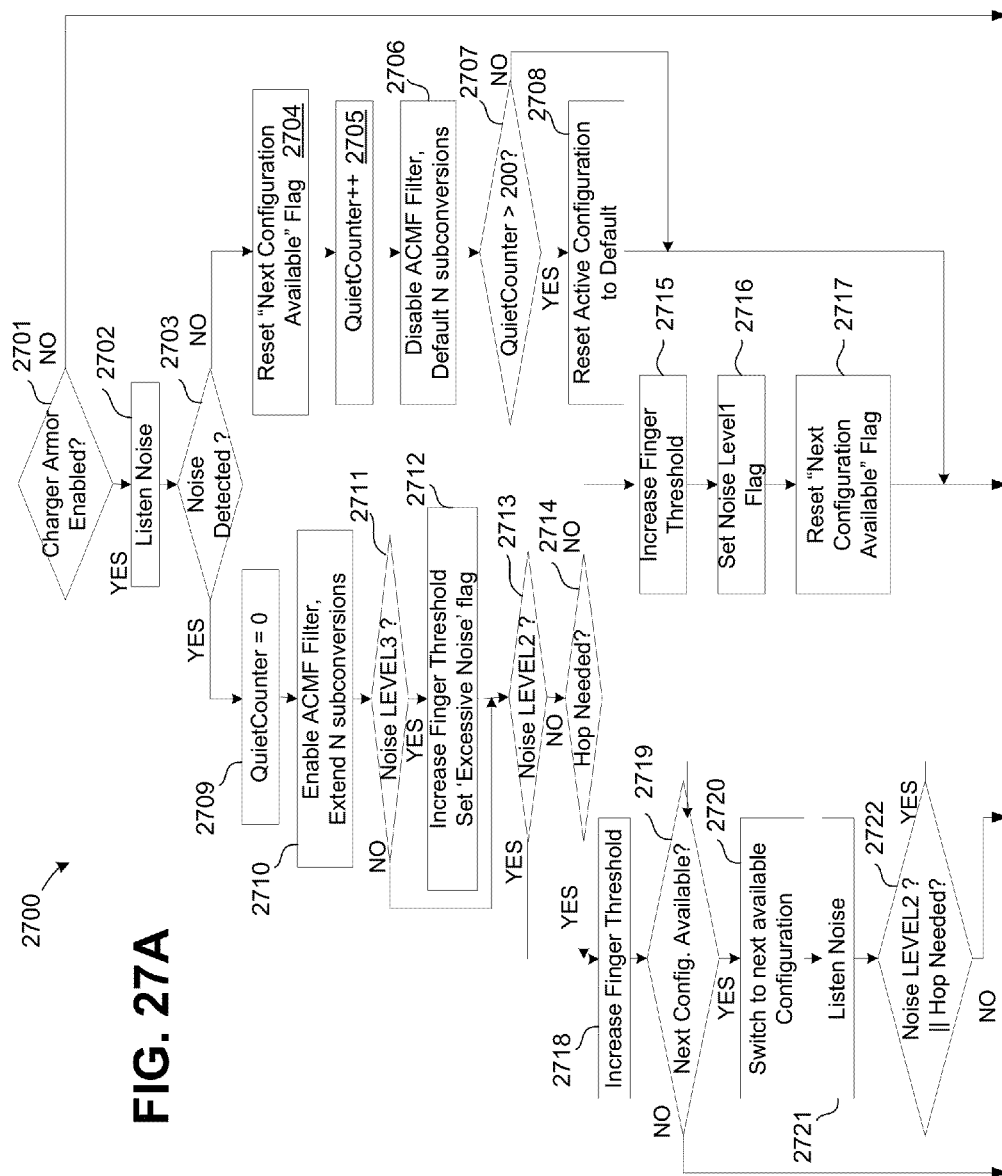 FIG. 27A
2700
Charger Armor
Enabled?
2701
NO
YES
Listen Noise
2702
Noise
Detected ?
2703
NO
YES
Reset “Next Configuration
Available” Flag 2704
QuietCounter++ 2705
Disable ACMF Filter,
Default N subconversions
2706
QuietCounter > 200?
2707
NO
YES
Reset Active Configuration
to Default
2708
QuietCounter = 0
2709
Enable ACMF Filter,
Extend N subconversions
2710
Noise LEVEL3 ?
2711
NO
YES
Increase Finger Threshold
Set ‘Excessive Noise’ flag
2712
Noise LEVEL2 ?
2713
YES
NO
Hop Needed?
2714
NO
YES
Increase Finger
Threshold
2715
Set Noise Level1
Flag
2716
Reset “Next
Configuration
Available” Flag
2717
Increase Finger Threshold
2718
Next Config. Available?
2719
NO
YES
Switch to next available
Configuration
2720
Listen Noise
2721
Noise LEVEL2 ?
|| Hop Needed?
2722
YES
NO